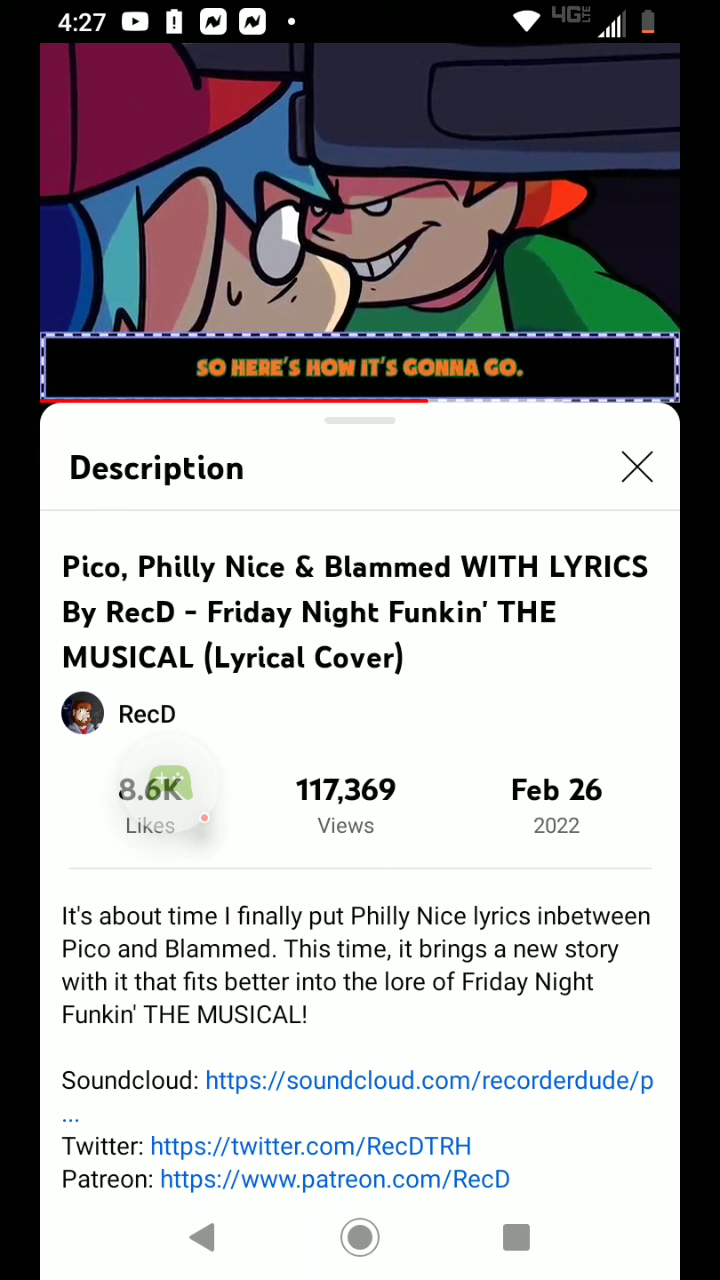 4:27
4G LTE
SO HERE'S HOW IT'S GONNA GO.
Description
Pico, Philly Nice & Blammed WITH LYRICS
By RecD - Friday Night Funkin' THE
MUSICAL (Lyrical Cover)
RecD
8.6K 117,369 Feb 26
Likes Views 2022
It's about time I finally put Philly Nice lyrics inbetween
Pico and Blammed. This time, it brings a new story
with it that fits better into the lore of Friday Night
Funkin' THE MUSICAL!
Soundcloud: https://soundcloud.com/recorderdude/p
...
Twitter: https://twitter.com/RecDTRH
Patreon: https://www.patreon.com/RecD